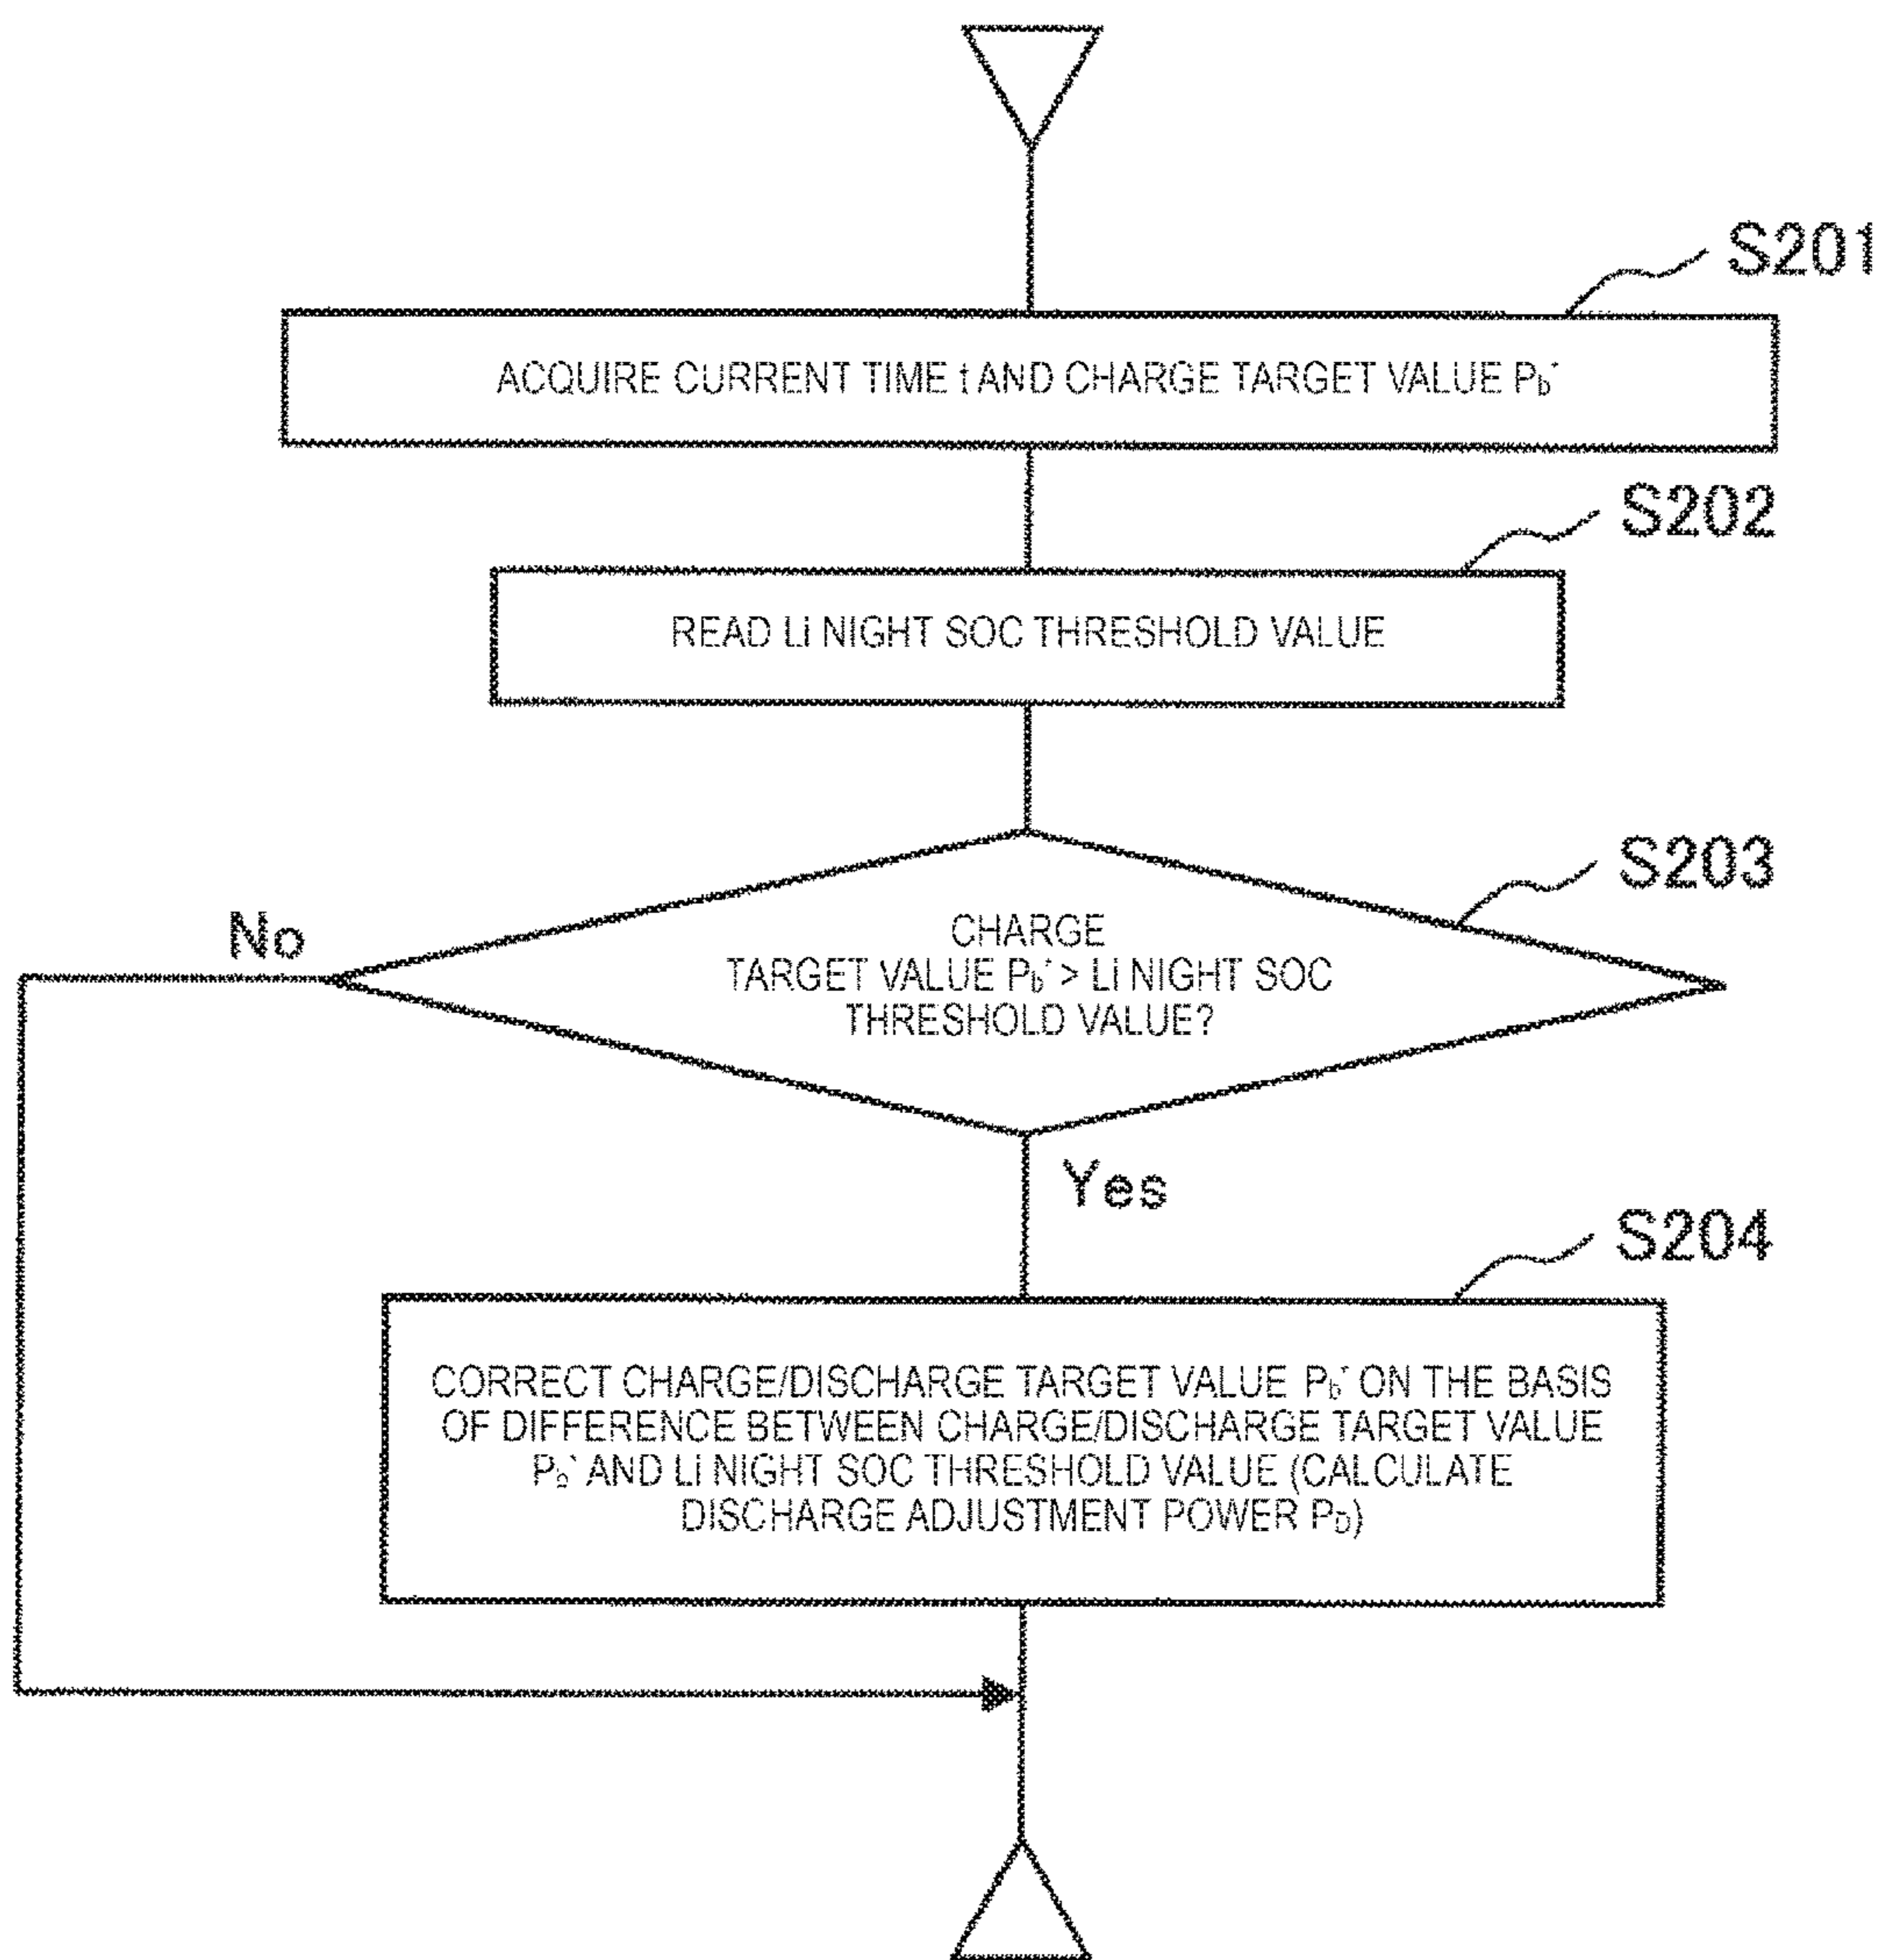 S201
ACQUIRE CURRENT TIME t AND CHARGE TARGET VALUE Pb*
S202
READ Li NIGHT SOC THRESHOLD VALUE
S203
No
CHARGE
TARGET VALUE Pb* > Li NIGHT SOC
THRESHOLD VALUE?
Yes
S204
CORRECT CHARGE/DISCHARGE TARGET VALUE Pb* ON THE BASIS
OF DIFFERENCE BETWEEN CHARGE/DISCHARGE TARGET VALUE
Pb* AND Li NIGHT SOC THRESHOLD VALUE (CALCULATE
DISCHARGE ADJUSTMENT POWER PD)